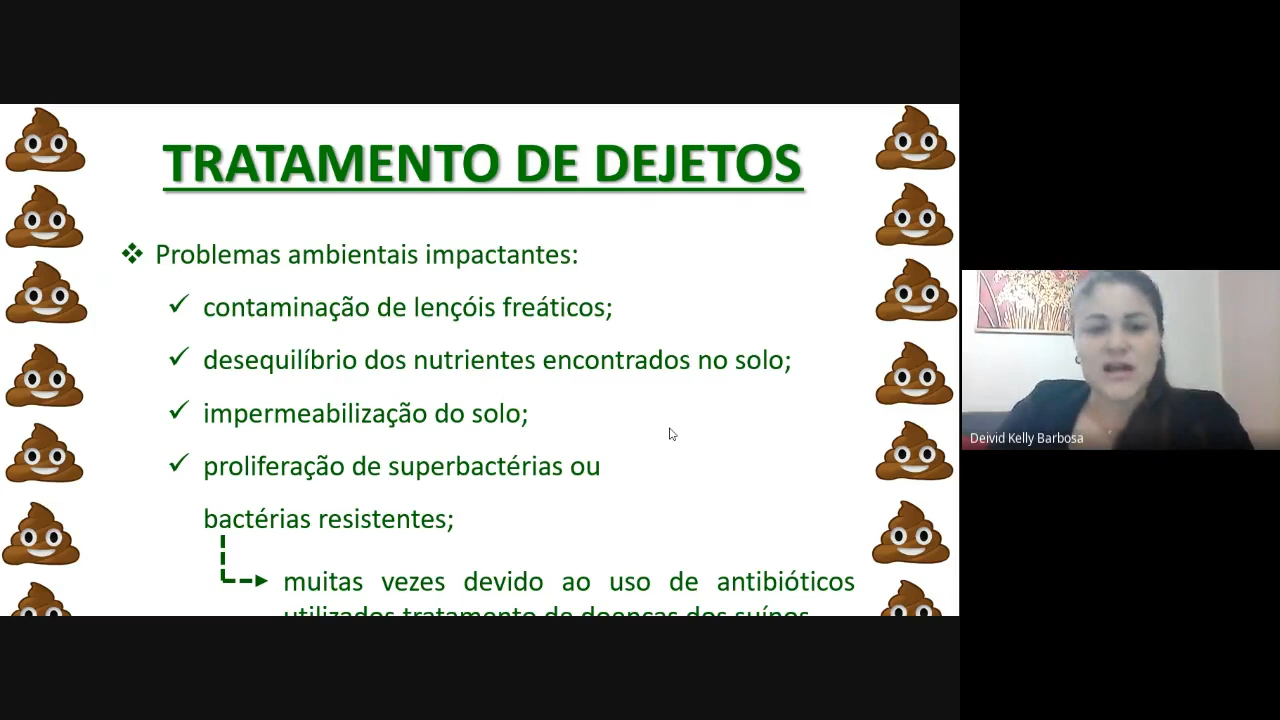 TRATAMENTO DE DEJETOS
❖ Problemas ambientais impactantes:
✓ contaminação de lençóis freáticos;
✓ desequilíbrio dos nutrientes encontrados no solo;
✓ impermeabilização do solo;
✓ proliferação de superbactérias ou
bactérias resistentes;
muitas vezes devido ao uso de antibióticos
utilizados tratamento de doenças dos suínos
Deivid Kelly Barbosa